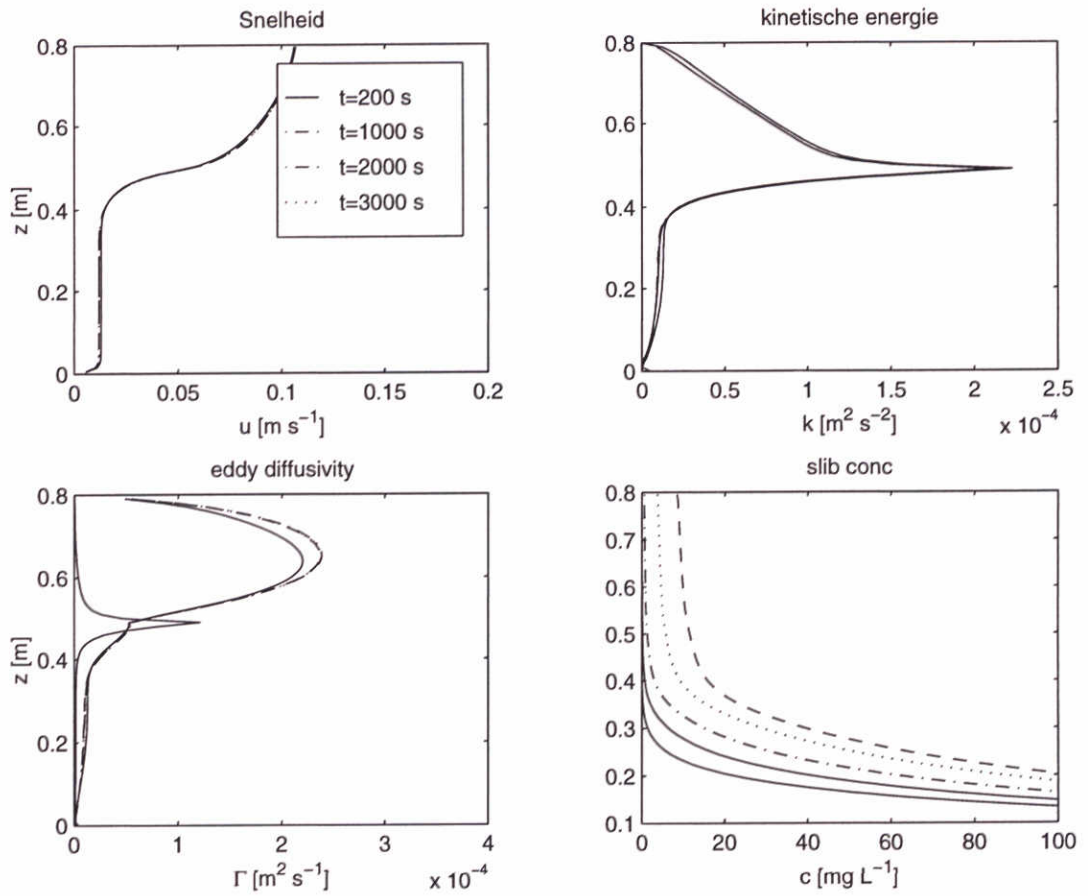 Snelheid
0.8
0.6
0.4
0.2
0
z [m]
t=200 s
t=1000 s
t=2000 s
t=3000 s
0 0.05 0.1 0.15 0.2
u [m s⁻¹]
kinetische energie
0.8
0.6
0.4
0.2
0
0 0.5 1 1.5 2 2.5
k [m² s⁻²]
x 10⁻⁴
eddy diffusivity
0.8
0.6
0.4
0.2
0
z [m]
0 1 2 3 4
Γ [m² s⁻¹]
x 10⁻⁴
slib conc
0.8
0.7
0.6
0.5
0.4
0.3
0.2
0.1
0 20 40 60 80 100
c [mg L⁻¹]